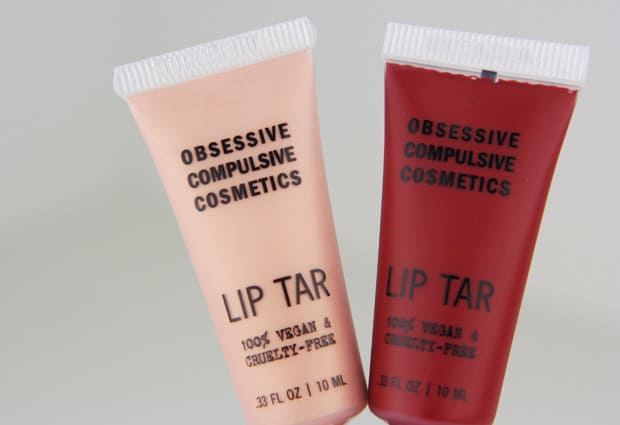 OBSESSIVE
COMPULSIVE
COSMETICS
LIP TAR
100% VEGAN &
CRUELTY-FREE
.33 FL OZ | 10 ML
OBSESSIVE
COMPULSIVE
COSMETICS
LIP TAR
100% VEGAN &
CRUELTY-FREE
.33 FL OZ | 10 ML